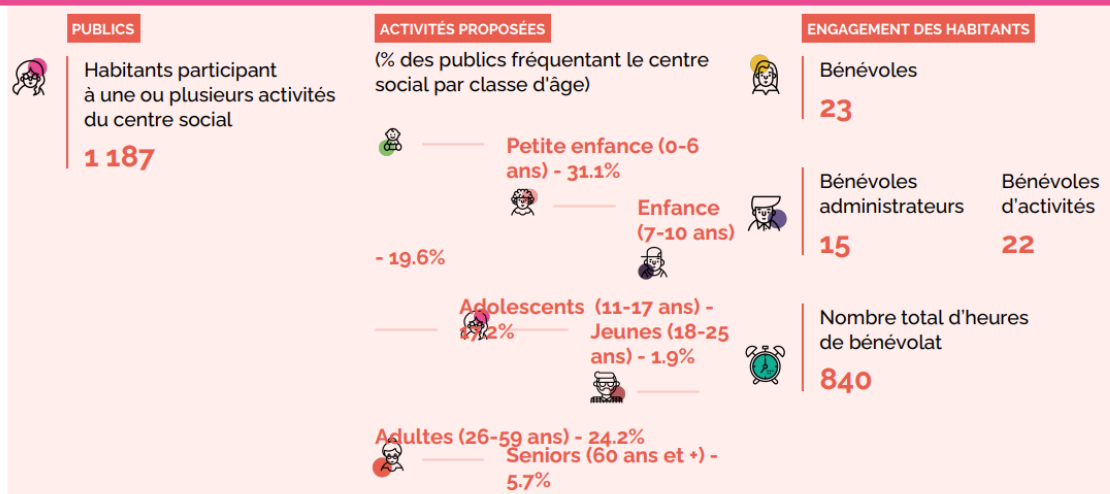 PUBLICS
Habitants participant
à une ou plusieurs activités
du centre social
1 187
ACTIVITÉS PROPOSÉES
(% des publics fréquentant le centre
social par classe d'âge)
Petite enfance (0-6
ans) - 31.1%
Enfance
(7-10 ans)
- 19.6%
Adolescents (11-17 ans) -
17.2%
Jeunes (18-25
ans) - 1.9%
Adultes (26-59 ans) - 24.2%
Seniors (60 ans et +) -
5.7%
ENGAGEMENT DES HABITANTS
Bénévoles
23
Bénévoles
administrateurs
15
Bénévoles
d'activités
22
Nombre total d'heures
de bénévolat
840